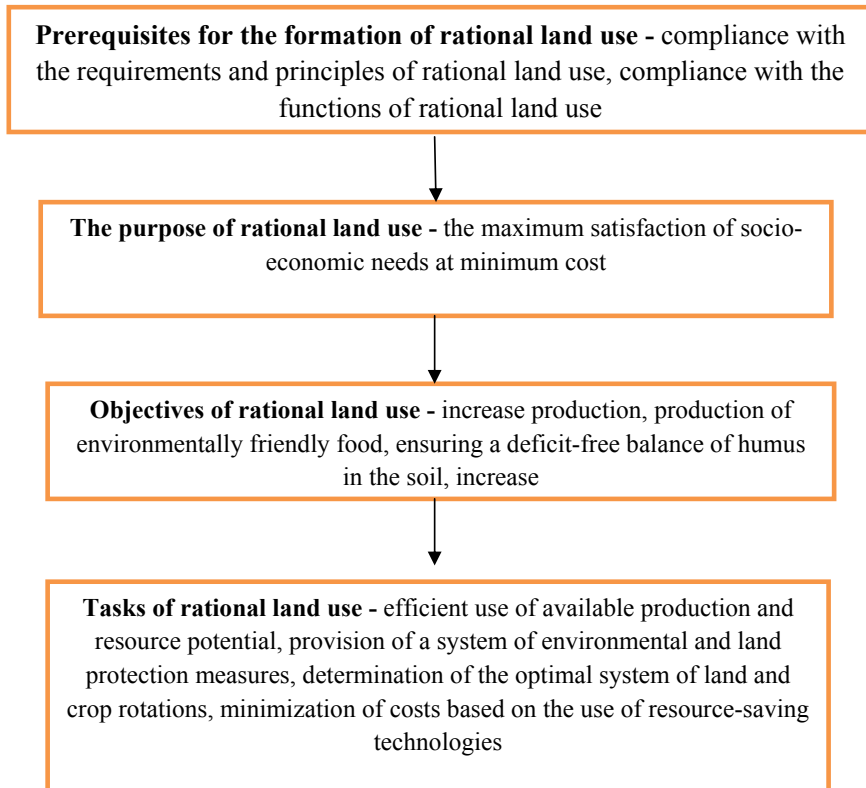 Prerequisites for the formation of rational land use - compliance with
the requirements and principles of rational land use, compliance with the
functions of rational land use
The purpose of rational land use - the maximum satisfaction of socio-
economic needs at minimum cost
Objectives of rational land use - increase production, production of
environmentally friendly food, ensuring a deficit-free balance of humus
in the soil, increase
Tasks of rational land use - efficient use of available production and
resource potential, provision of a system of environmental and land
protection measures, determination of the optimal system of land and
crop rotations, minimization of costs based on the use of resource-saving
technologies